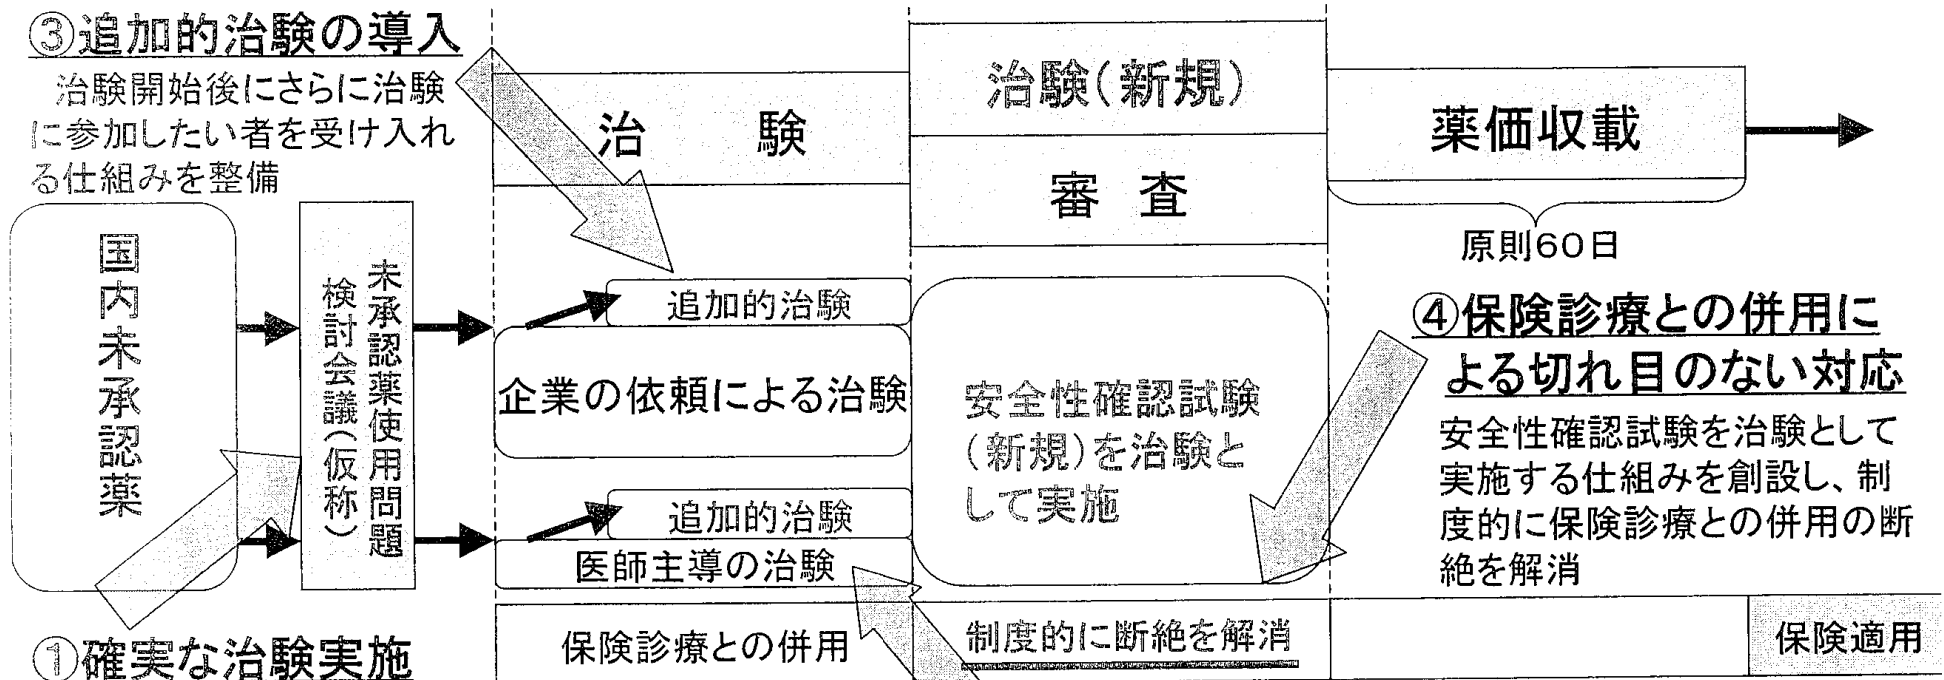 ③追加的治験の導入
治験開始後にさらに治験
に参加したい者を受け入れ
る仕組みを整備
治　験
治験(新規)
審　査
薬価収載
原則60日
国内未承認薬
未承認薬使用問題
検討会議(仮称)
追加的治験
企業の依頼による治験
追加的治験
医師主導の治験
安全性確認試験
(新規)を治験と
して実施
④保険診療との併用に
よる切れ目のない対応
安全性確認試験を治験として
実施する仕組みを創設し、制
度的に保険診療との併用の断
絶を解消
保険診療との併用
制度的に断絶を解消
保険適用
①確実な治験実施